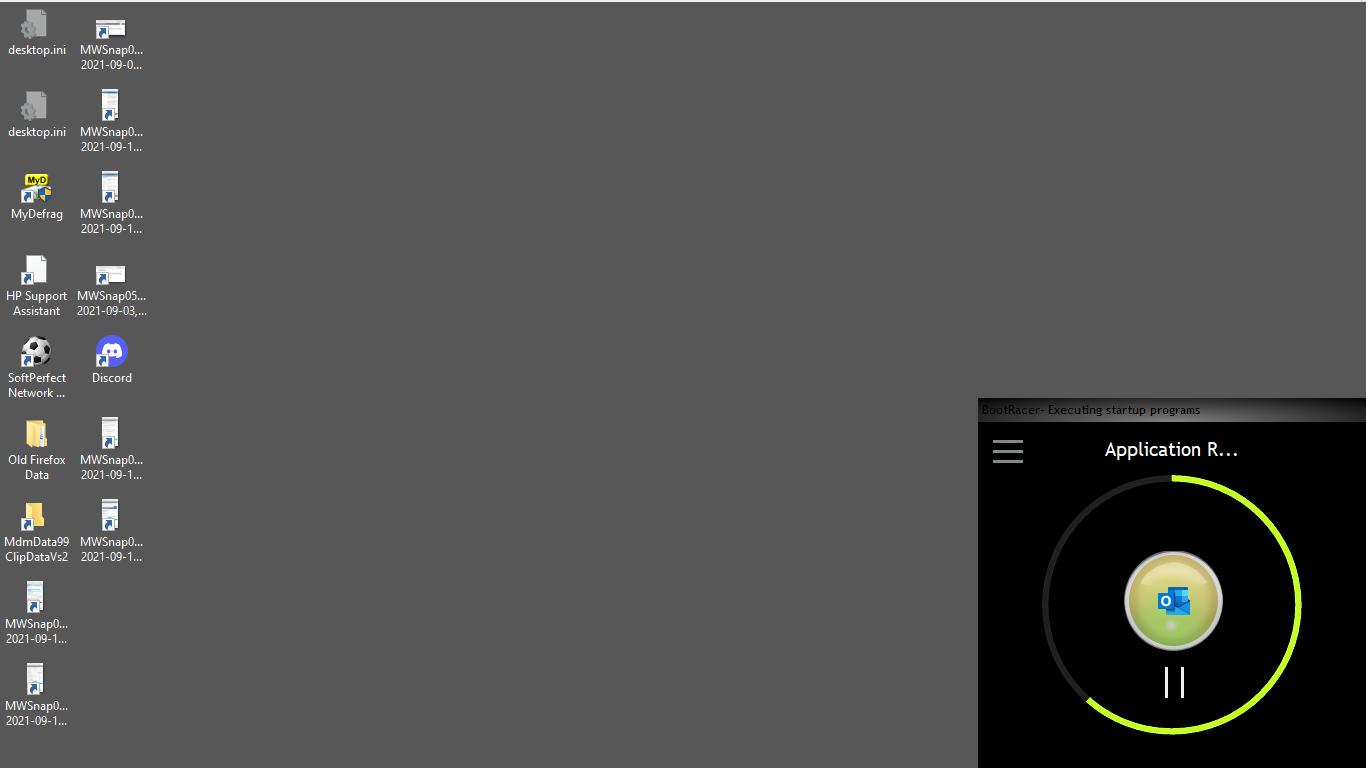 desktop.ini
desktop.ini
MyD
MyDefrag
HP Support
Assistant
SoftPerfect
Network ...
Old Firefox
Data
MdmData99
ClipDataVs2
MWSnap0...
2021-09-1...
MWSnap0...
2021-09-1...
MWSnap0...
2021-09-0...
MWSnap0...
2021-09-1...
MWSnap0...
2021-09-1...
MWSnap05...
2021-09-03,...
Discord
MWSnap0...
2021-09-1...
MWSnap0...
2021-09-1...
BootRacer- Executing startup programs
Application R...
O